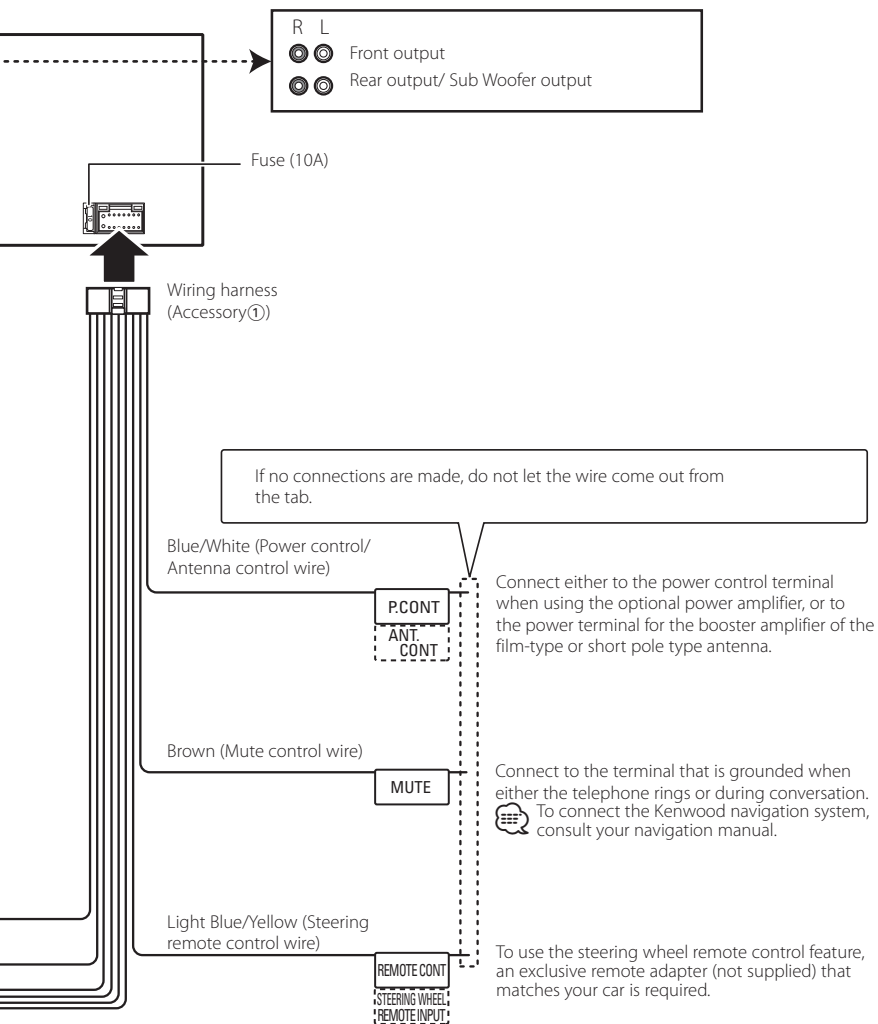 R L
Front output
Rear output/ Sub Woofer output
Fuse (10A)
Wiring harness
(Accessory①)
If no connections are made, do not let the wire come out from
the tab.
Blue/White (Power control/
Antenna control wire)
P.CONT
ANT.
CONT
Connect either to the power control terminal
when using the optional power amplifier, or to
the power terminal for the booster amplifier of the
film-type or short pole type antenna.
Brown (Mute control wire)
MUTE
Connect to the terminal that is grounded when
either the telephone rings or during conversation.
To connect the Kenwood navigation system,
consult your navigation manual.
Light Blue/Yellow (Steering
remote control wire)
REMOTE CONT
STEERING WHEEL
REMOTE INPUT
To use the steering wheel remote control feature,
an exclusive remote adapter (not supplied) that
matches your car is required.